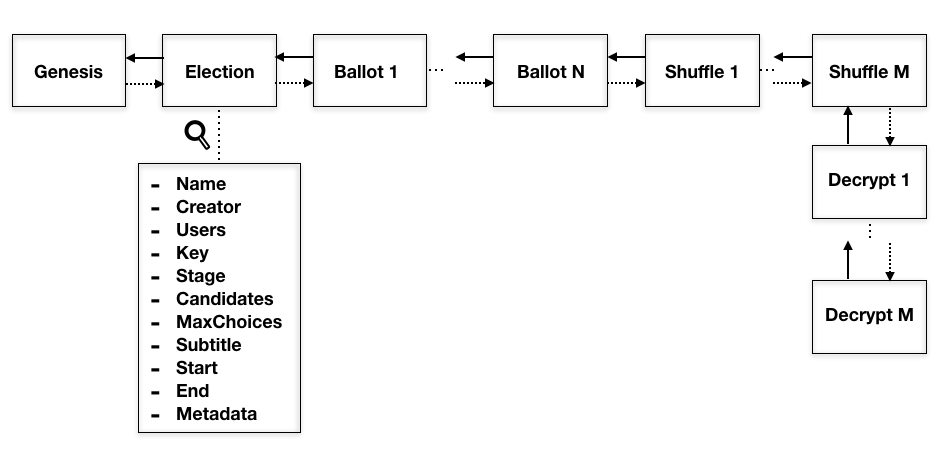 Genesis
Election
Ballot 1
Ballot N
Shuffle 1
Shuffle M
Decrypt 1
Decrypt M
- Name
- Creator
- Users
- Key
- Stage
- Candidates
- MaxChoices
- Subtitle
- Start
- End
- Metadata